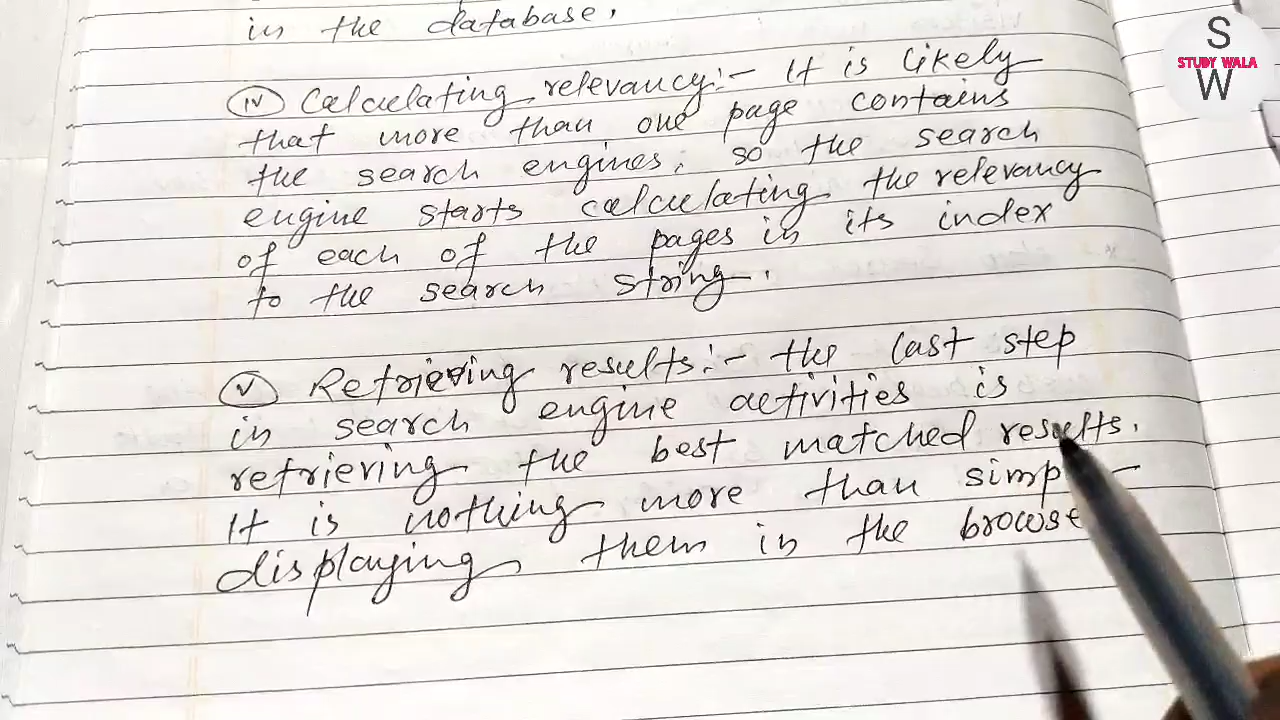 in the database.
S
STUDY WALA
W
(iv) Calculating relevancy:- It is likely
that more than one page contains
the search engines, so the search
engine starts calculating the relevancy
of each of the pages in its index
to the search string.
(v) Retrieving results:- the last step
in search engine activities is
retrieving the best matched results.
It is nothing more than
displaying them in the